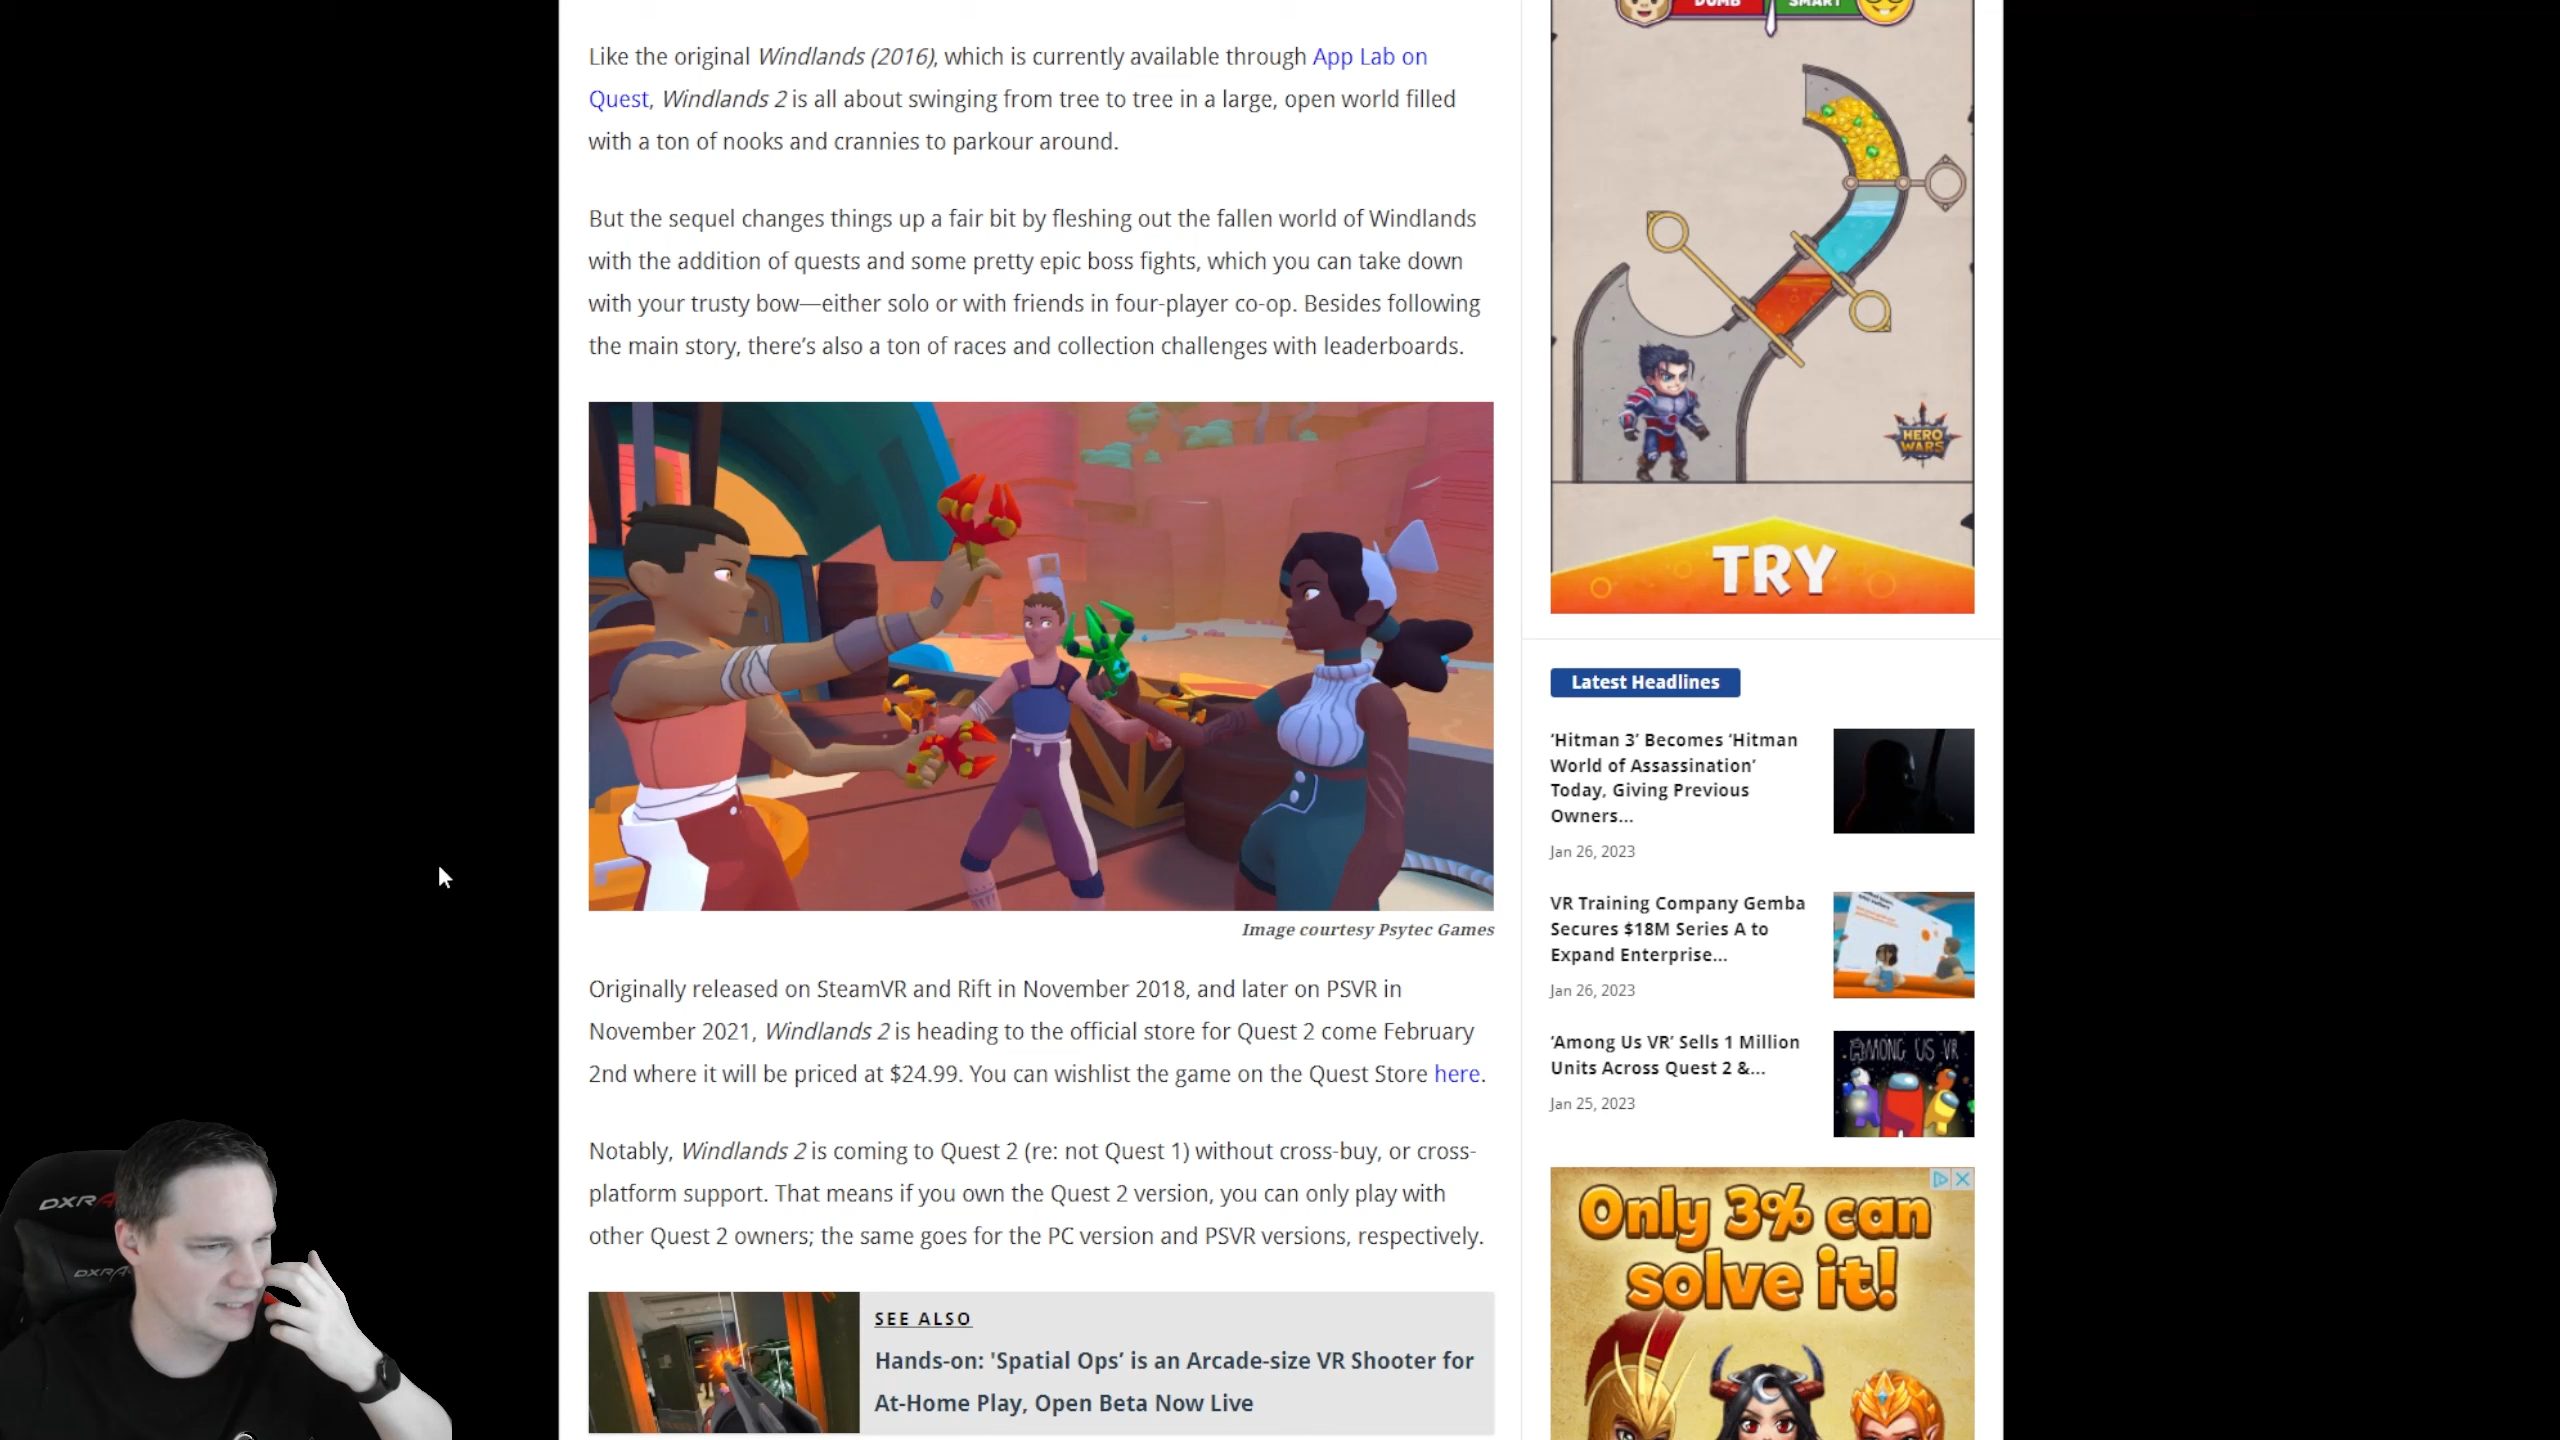 Like the original Windlands (2016), which is currently available through App Lab on
Quest, Windlands 2 is all about swinging from tree to tree in a large, open world filled
with a ton of nooks and crannies to parkour around.
But the sequel changes things up a fair bit by fleshing out the fallen world of Windlands
with the addition of quests and some pretty epic boss fights, which you can take down
with your trusty bow—either solo or with friends in four-player co-op. Besides following
the main story, there’s also a ton of races and collection challenges with leaderboards.
Image courtesy Psytec Games
Originally released on SteamVR and Rift in November 2018, and later on PSVR in
November 2021, Windlands 2 is heading to the official store for Quest 2 come February
2nd where it will be priced at $24.99. You can wishlist the game on the Quest Store here.
Notably, Windlands 2 is coming to Quest 2 (re: not Quest 1) without cross-buy, or cross-
platform support. That means if you own the Quest 2 version, you can only play with
other Quest 2 owners; the same goes for the PC version and PSVR versions, respectively.
SEE ALSO
Hands-on: 'Spatial Ops’ is an Arcade-size VR Shooter for
At-Home Play, Open Beta Now Live
DUMB
SMART
HERO
WARS
TRY
Latest Headlines
‘Hitman 3’ Becomes ‘Hitman
World of Assassination’
Today, Giving Previous
Owners...
Jan 26, 2023
VR Training Company Gemba
Secures $18M Series A to
Expand Enterprise...
Jan 26, 2023
‘Among Us VR’ Sells 1 Million
Units Across Quest 2 &...
Jan 25, 2023
AMONG US VR
Only 3% can
solve it!